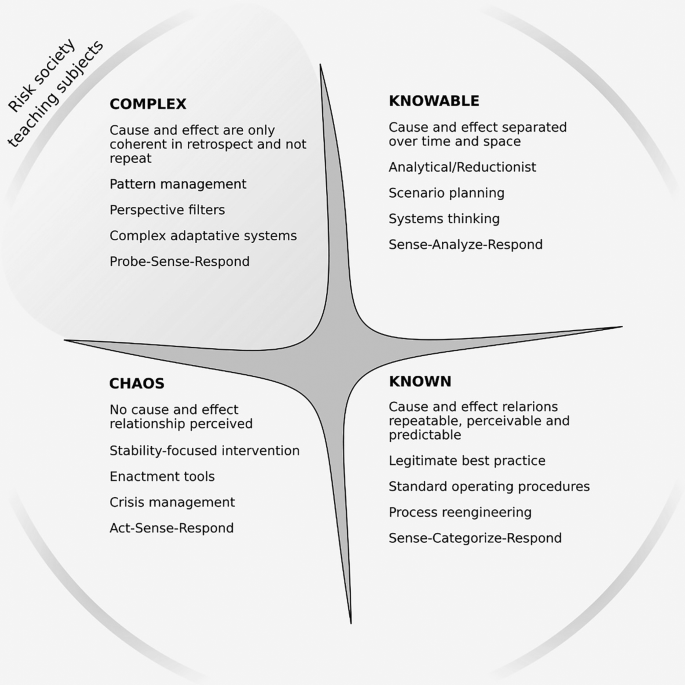 Risk society
teaching subjects
COMPLEX
Cause and effect are only
coherent in retrospect and not
repeat
Pattern management
Perspective filters
Complex adaptative systems
Probe-Sense-Respond
KNOWABLE
Cause and effect separated
over time and space
Analytical/Reductionist
Scenario planning
Systems thinking
Sense-Analyze-Respond
CHAOS
No cause and effect
relationship perceived
Stability-focused intervention
Enactment tools
Crisis management
Act-Sense-Respond
KNOWN
Cause and effect relarions
repeatable, perceivable and
predictable
Legitimate best practice
Standard operating procedures
Process reengineering
Sense-Categorize-Respond